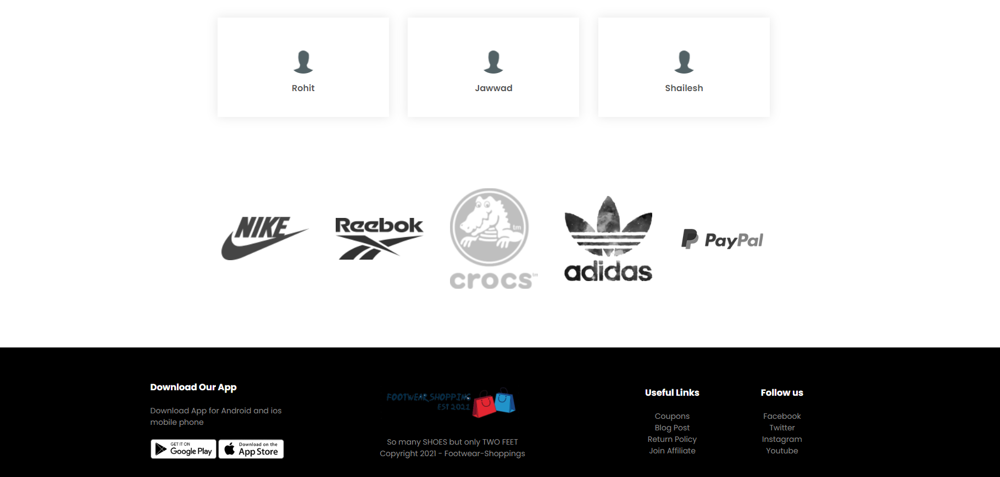 Rohit
Jawwad
Shailesh
NIKE
Reebok
tm
crocs
adidas
PayPal
Download Our App
Download App for Android and ios
mobile phone
GET IT ON
Google Play
Download on the
App Store
FOOTWEAR SHOPPING
EST 2021
So many SHOES but only TWO FEET
Copyright 2021 - Footwear-Shoppings
Useful Links
Coupons
Blog Post
Return Policy
Join Affiliate
Follow us
Facebook
Twitter
Instagram
Youtube